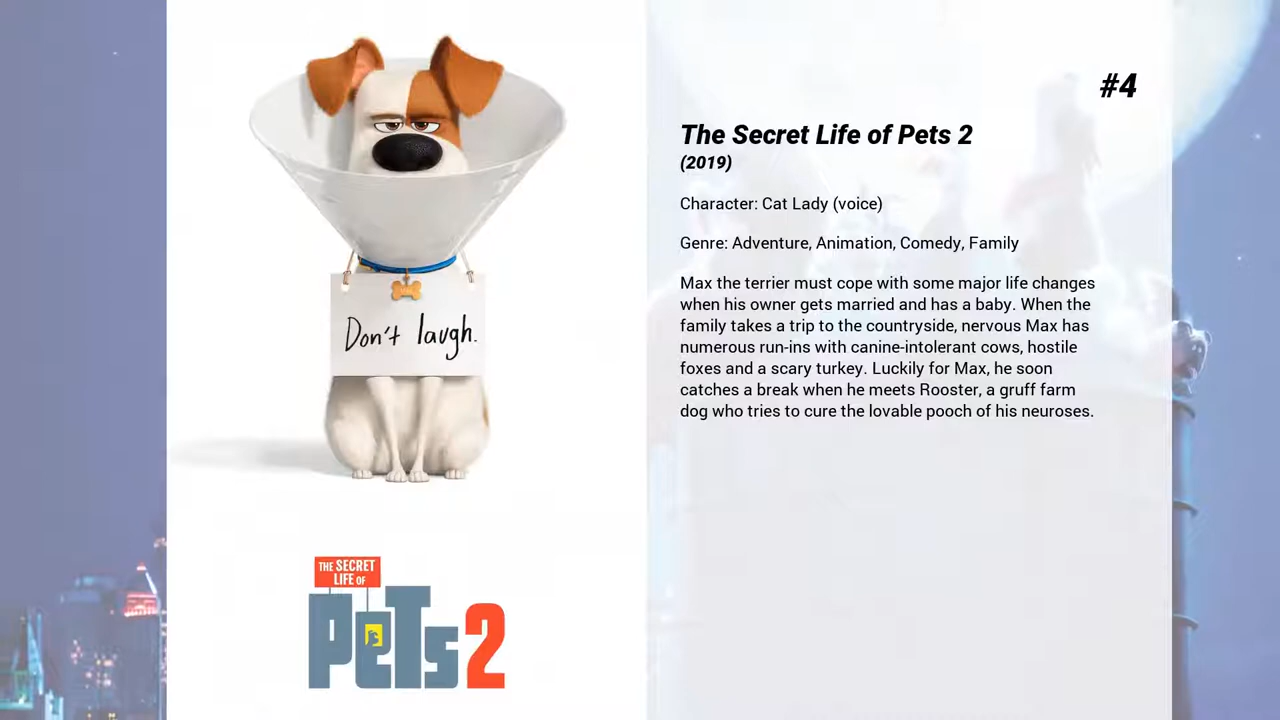 #4
The Secret Life of Pets 2
(2019)
Character: Cat Lady (voice)
Genre: Adventure, Animation, Comedy, Family
Max the terrier must cope with some major life changes
when his owner gets married and has a baby. When the
family takes a trip to the countryside, nervous Max has
numerous run-ins with canine-intolerant cows, hostile
foxes and a scary turkey. Luckily for Max, he soon
catches a break when he meets Rooster, a gruff farm
dog who tries to cure the lovable pooch of his neuroses.
Don't laugh.
THE SECRET
LIFE OF
PeTs 2